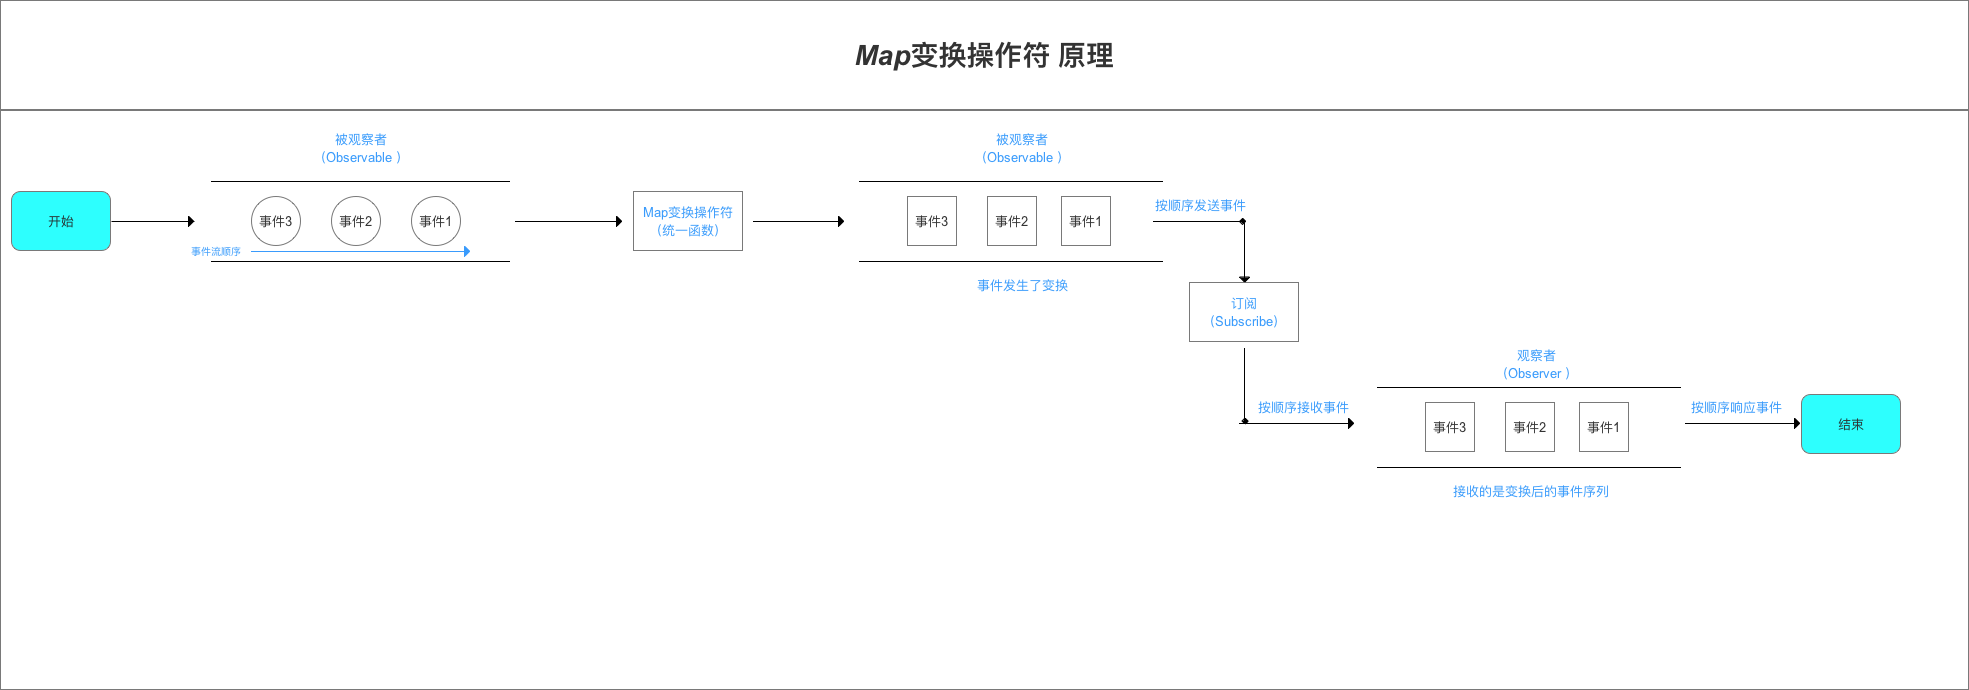 Map变换操作符 原理
被观察者
（Observable ）
开始
事件3
事件2
事件1
事件流顺序
Map变换操作符
（统一函数）
被观察者
（Observable ）
事件3
事件2
事件1
事件发生了变换
按顺序发送事件
订阅
（Subscribe）
按顺序接收事件
观察者
（Observer ）
事件3
事件2
事件1
接收的是变换后的事件序列
按顺序响应事件
结束